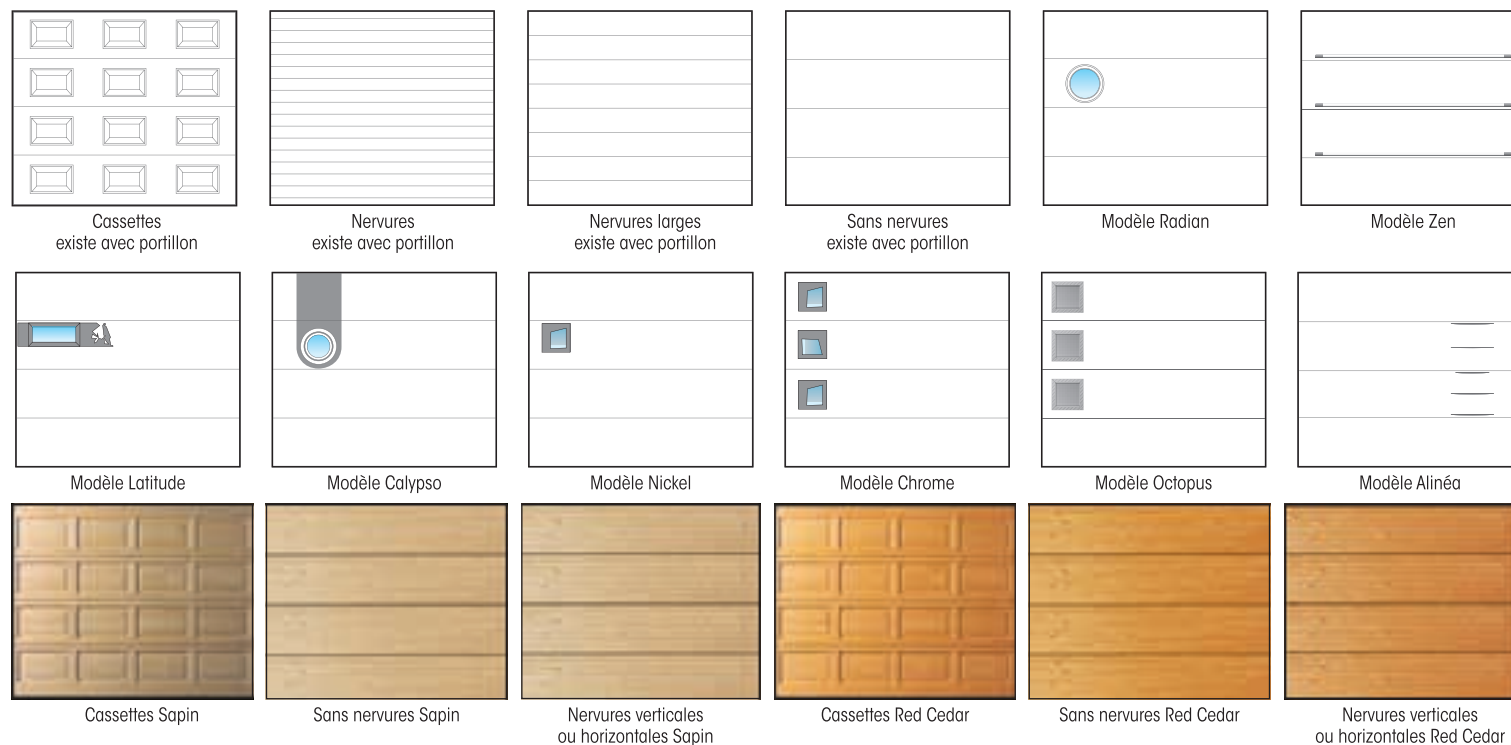 Cassettes
existe avec portillon
Nervures
existe avec portillon
Nervures larges
existe avec portillon
Sans nervures
existe avec portillon
Modèle Radian
Modèle Zen
Modèle Latitude
Modèle Calypso
Modèle Nickel
Modèle Chrome
Modèle Octopus
Modèle Alinéa
Cassettes Sapin
Sans nervures Sapin
Nervures verticales
ou horizontales Sapin
Cassettes Red Cedar
Sans nervures Red Cedar
Nervures verticales
ou horizontales Red Cedar